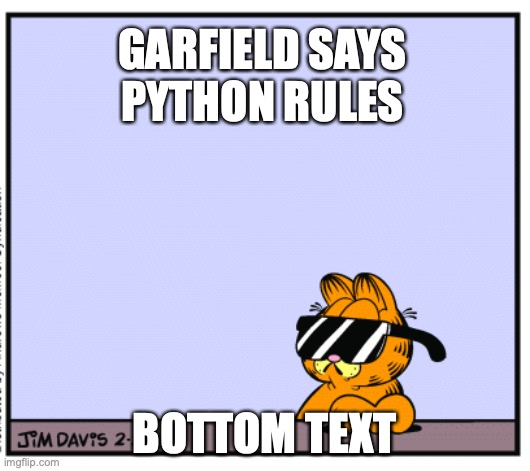 GARFIELD SAYS
PYTHON RULES
JIM DAVIS 2-
BOTTOM TEXT
imgflip.com